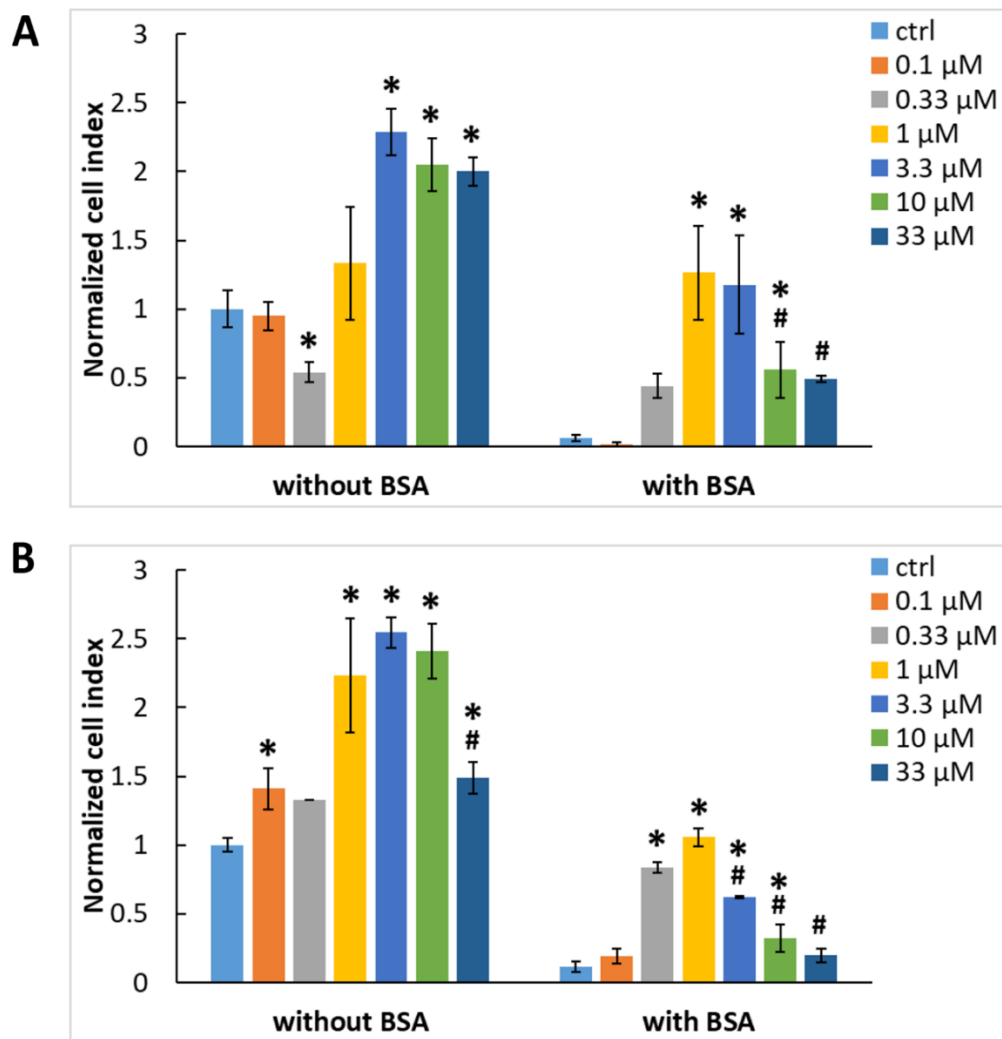 A
Normalized cell index
3
2.5
2
1.5
1
0.5
0
* * * * * * * * #
#
without BSA
with BSA
ctrl
0.1 µM
0.33 µM
1 µM
3.3 µM
10 µM
33 µM
B
Normalized cell index
3
2.5
2
1.5
1
0.5
0
* * * * * # * * * # * # #
without BSA
with BSA
ctrl
0.1 µM
0.33 µM
1 µM
3.3 µM
10 µM
33 µM